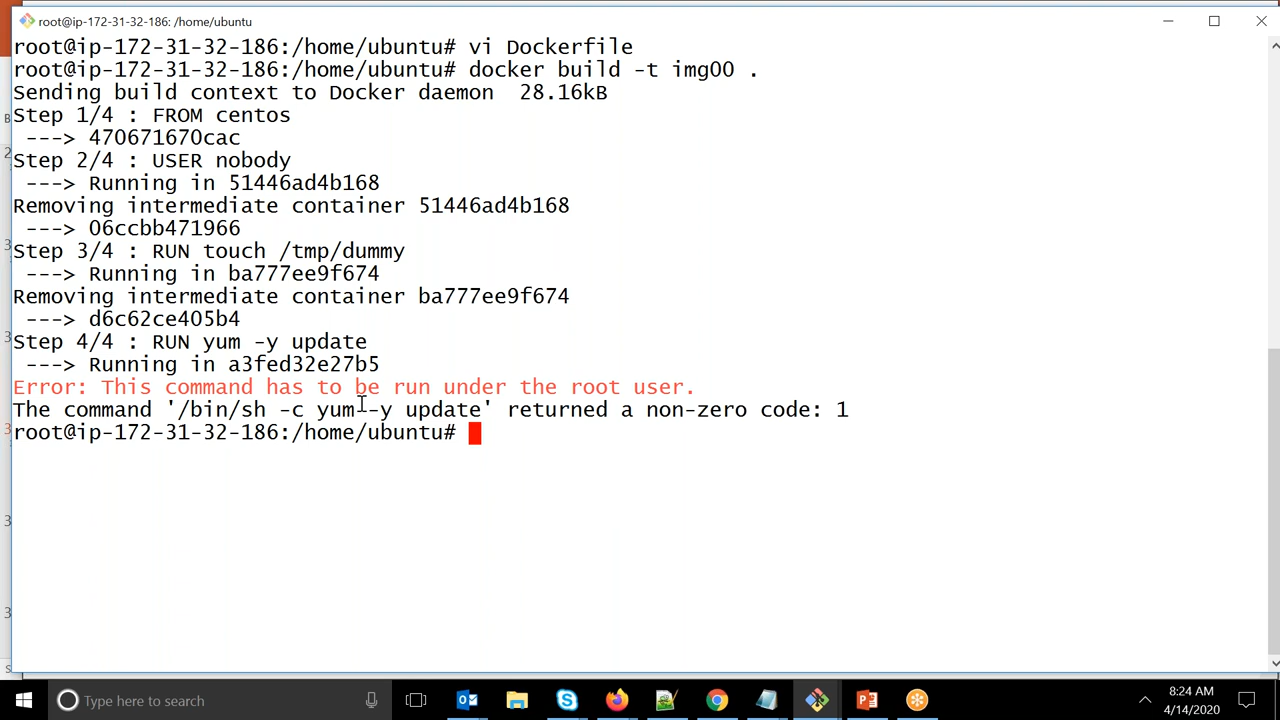 root@ip-172-31-32-186: /home/ubuntu
root@ip-172-31-32-186:/home/ubuntu# vi Dockerfile
root@ip-172-31-32-186:/home/ubuntu# docker build -t img00 .
Sending build context to Docker daemon  28.16kB
Step 1/4 : FROM centos
 ---> 470671670cac
Step 2/4 : USER nobody
 ---> Running in 51446ad4b168
Removing intermediate container 51446ad4b168
 ---> 06ccbb471966
Step 3/4 : RUN touch /tmp/dummy
 ---> Running in ba777ee9f674
Removing intermediate container ba777ee9f674
 ---> d6c62ce405b4
Step 4/4 : RUN yum -y update
 ---> Running in a3fed32e27b5
Error: This command has to be run under the root user.
The command '/bin/sh -c yum -y update' returned a non-zero code: 1
root@ip-172-31-32-186:/home/ubuntu#
Type here to search
8:24 AM
4/14/2020